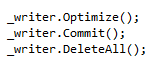 _writer.Optimize();
_writer.Commit();
_writer.DeleteAll();